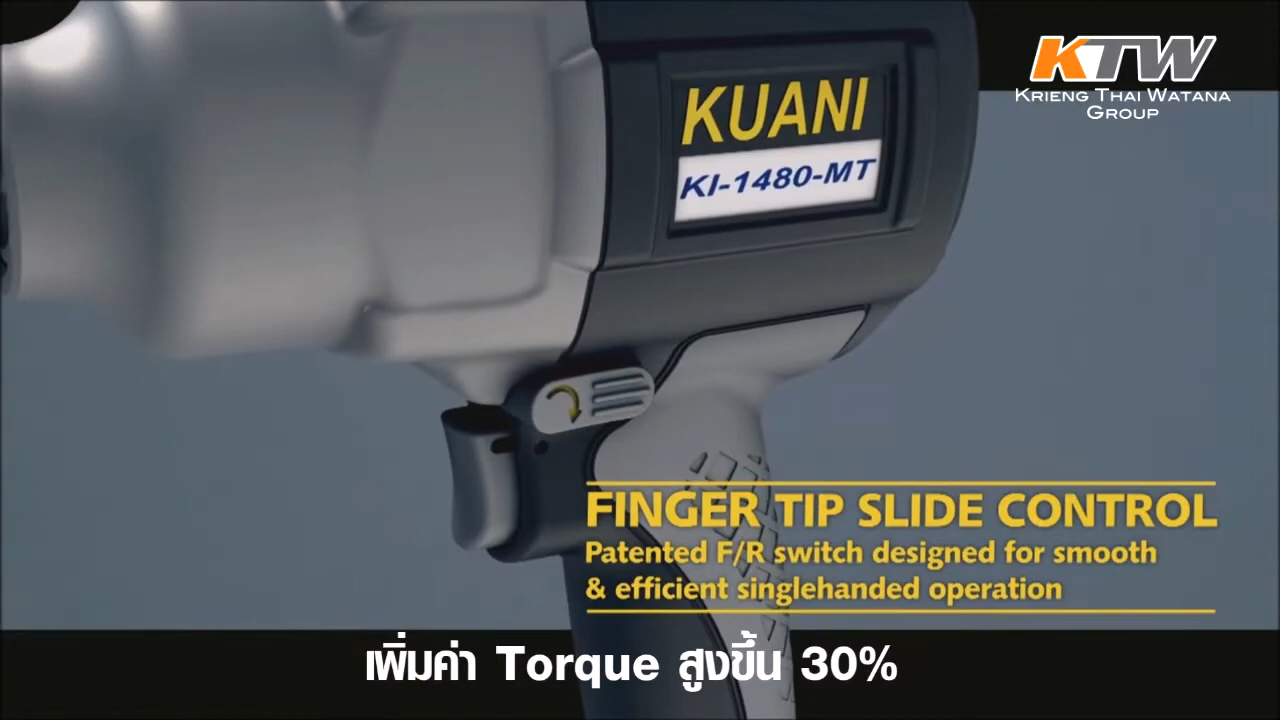 KTW
KRIENG THAI WATANA
GROUP
KUANI
KI-1480-MT
FINGER TIP SLIDE CONTROL
Patented F/R switch designed for smooth
& efficient singlehanded operation
เพิ่มค่า Torque สูงขึ้น 30%